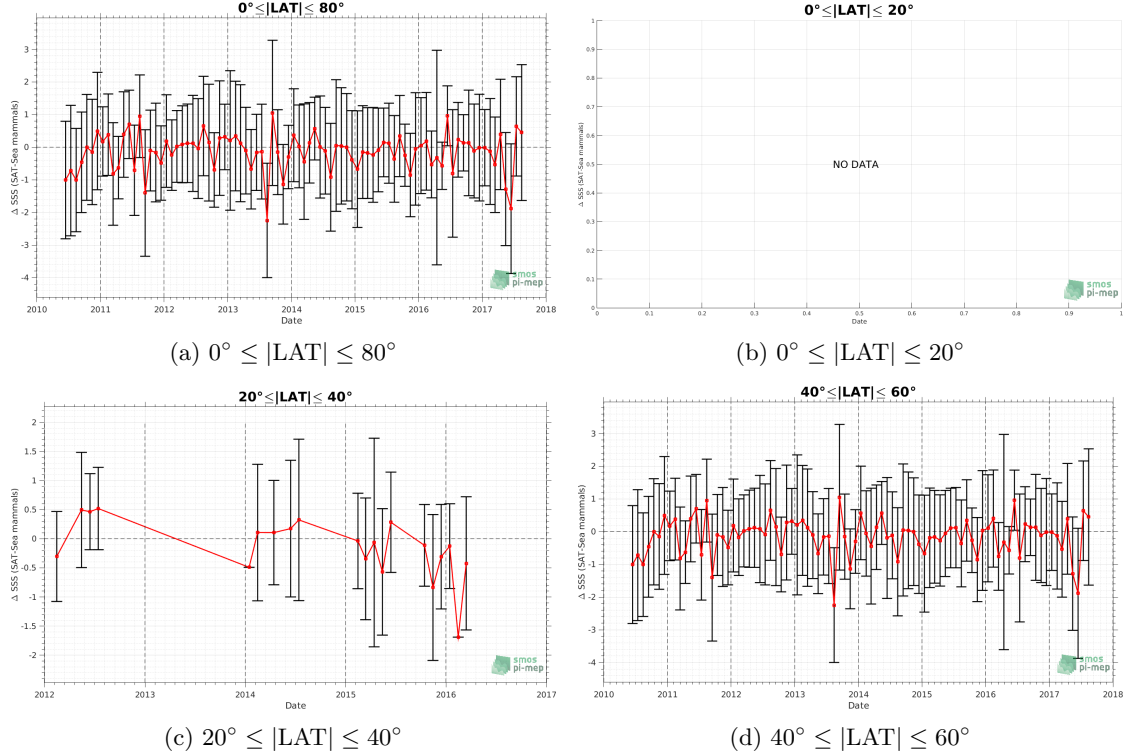 0°≤|LAT|≤ 80°
Δ SSS (SAT-Sea mammals)
3
2
1
0
-1
-2
-3
-4
2010 2011 2012 2013 2014 2015 2016 2017 2018
Date
smos
pi-mep
(a) 0° ≤ |LAT| ≤ 80°
0°≤|LAT|≤ 20°
Δ SSS (SAT-Sea mammals)
1
0.9
0.8
0.7
0.6
0.5
0.4
0.3
0.2
0.1
0
NO DATA
0 0.1 0.2 0.3 0.4 0.5 0.6 0.7 0.8 0.9 1
Date
smos
pi-mep
(b) 0° ≤ |LAT| ≤ 20°
20°≤|LAT|≤ 40°
Δ SSS (SAT-Sea mammals)
2
1.5
1
0.5
0
-0.5
-1
-1.5
-2
2012 2013 2014 2015 2016 2017
Date
smos
pi-mep
(c) 20° ≤ |LAT| ≤ 40°
40°≤|LAT|≤ 60°
Δ SSS (SAT-Sea mammals)
3
2
1
0
-1
-2
-3
-4
2010 2011 2012 2013 2014 2015 2016 2017 2018
Date
smos
pi-mep
(d) 40° ≤ |LAT| ≤ 60°